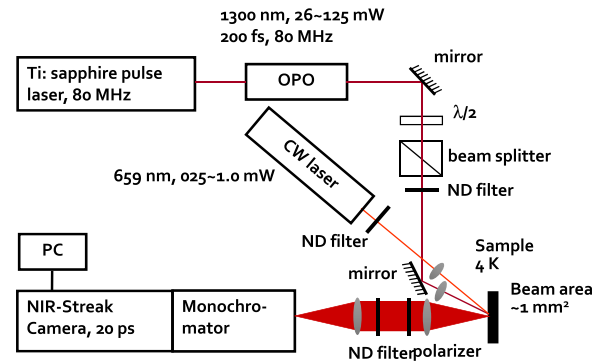 1300 nm, 26~125 mW
200 fs, 80 MHz
mirror
Ti: sapphire pulse
laser, 80 MHz
OPO
λ/2
CW laser
beam splitter
659 nm, 025~1.0 mW
ND filter
ND filter
Sample
4 K
PC
mirror
Beam area
~1 mm²
NIR-Streak
Camera, 20 ps
Monochro-
mator
ND filter
polarizer